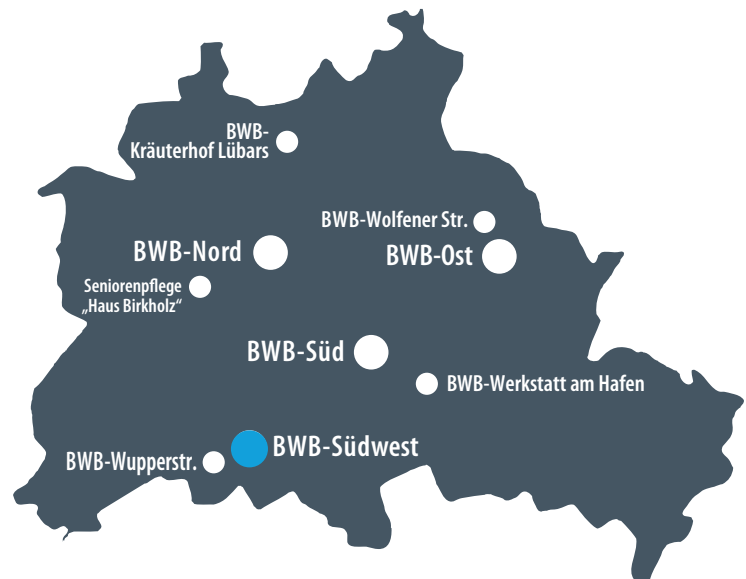 BWB-
Kräuterhof Lübars
BWB-Wolfener Str.
BWB-Nord
BWB-Ost
Seniorenpflege
„Haus Birkholz“
BWB-Süd
BWB-Werkstatt am Hafen
BWB-Südwest
BWB-Wupperstr.